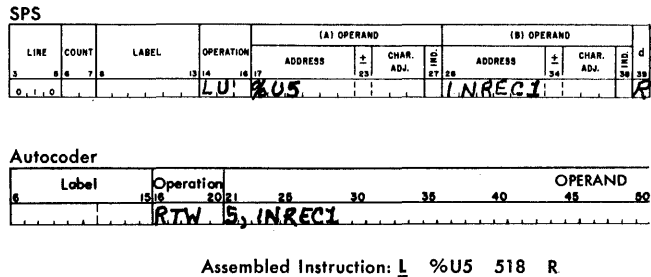 SPS
(A) OPERAND (B) OPERAND
LINE COUNT LABEL OPERATION ADDRESS ± CHAR. ADJ. IND. ADDRESS ± CHAR. ADJ. IND. d
3 5 6 7 8 13 14 16 17 23 27 28 34 38 39
0 1 0 LU %U5 INREC1 R
Autocoder
Label Operation OPERAND
6 15 16 20 21 25 30 35 40 45 50
RTW 5, INREC1
Assembled Instruction: L %U5 518 R